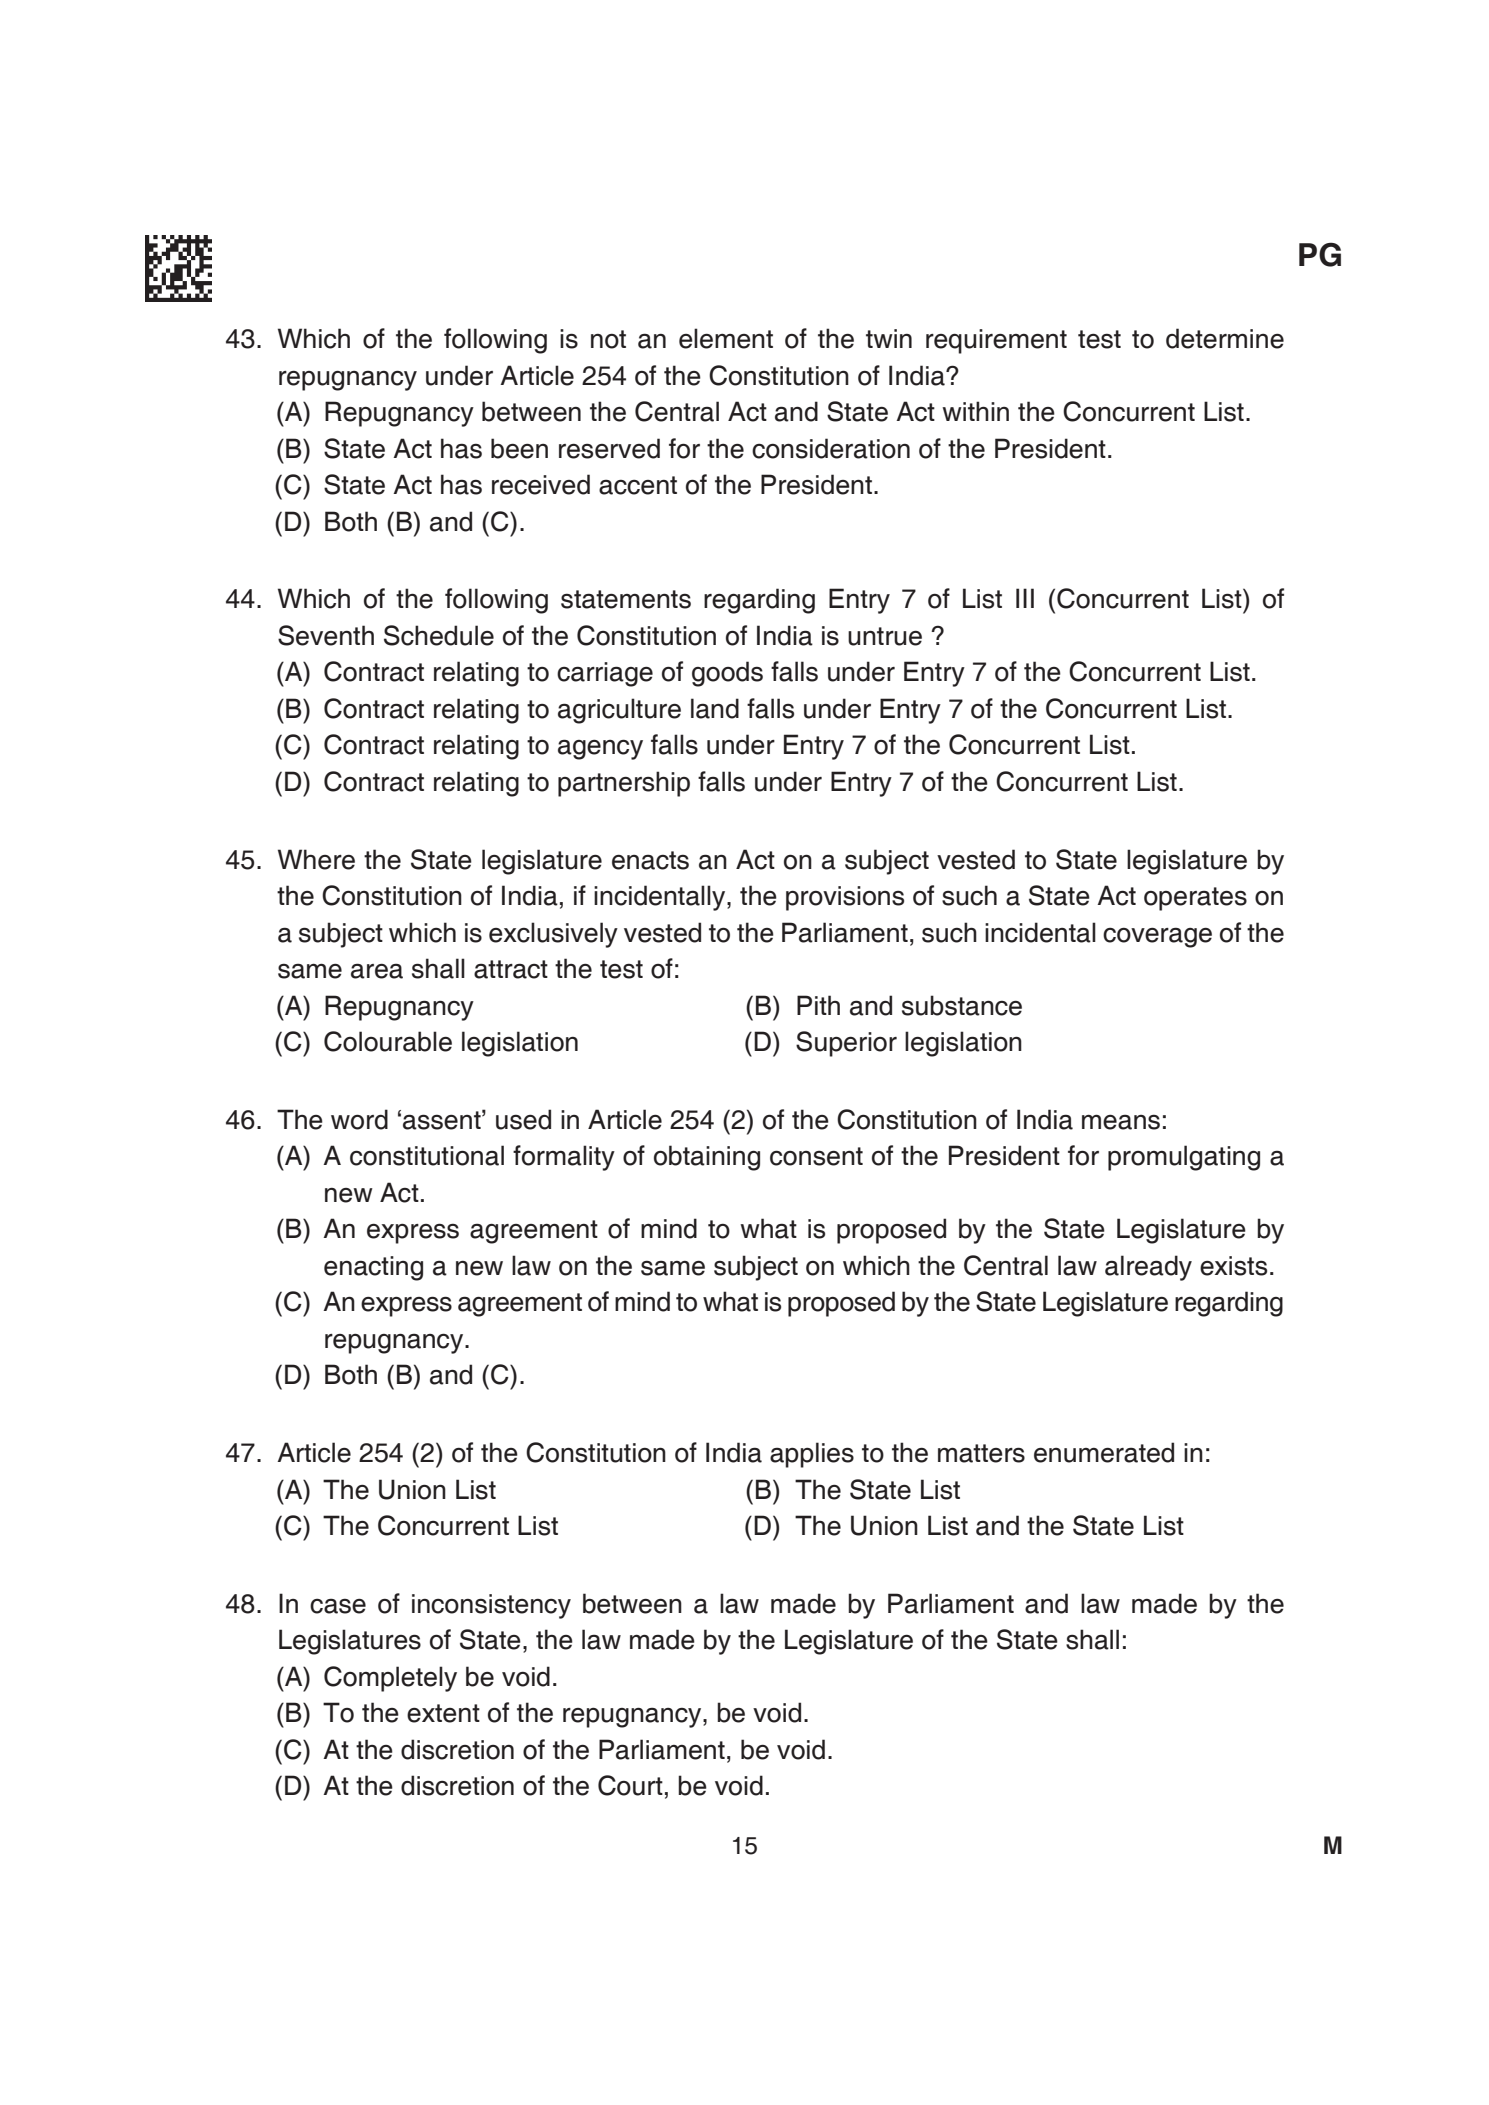 PG
43. Which of the following is not an element of the twin requirement test to determine
repugnancy under Article 254 of the Constitution of India?
(A) Repugnancy between the Central Act and State Act within the Concurrent List.
(B) State Act has been reserved for the consideration of the President.
(C) State Act has received accent of the President.
(D) Both (B) and (C).
44. Which of the following statements regarding Entry 7 of List III (Concurrent List) of
Seventh Schedule of the Constitution of India is untrue ?
(A) Contract relating to carriage of goods falls under Entry 7 of the Concurrent List.
(B) Contract relating to agriculture land falls under Entry 7 of the Concurrent List.
(C) Contract relating to agency falls under Entry 7 of the Concurrent List.
(D) Contract relating to partnership falls under Entry 7 of the Concurrent List.
45. Where the State legislature enacts an Act on a subject vested to State legislature by
the Constitution of India, if incidentally, the provisions of such a State Act operates on
a subject which is exclusively vested to the Parliament, such incidental coverage of the
same area shall attract the test of:
(A) Repugnancy (B) Pith and substance
(C) Colourable legislation (D) Superior legislation
46. The word ‘assent’ used in Article 254 (2) of the Constitution of India means:
(A) A constitutional formality of obtaining consent of the President for promulgating a
new Act.
(B) An express agreement of mind to what is proposed by the State Legislature by
enacting a new law on the same subject on which the Central law already exists.
(C) An express agreement of mind to what is proposed by the State Legislature regarding
repugnancy.
(D) Both (B) and (C).
47. Article 254 (2) of the Constitution of India applies to the matters enumerated in:
(A) The Union List (B) The State List
(C) The Concurrent List (D) The Union List and the State List
48. In case of inconsistency between a law made by Parliament and law made by the
Legislatures of State, the law made by the Legislature of the State shall:
(A) Completely be void.
(B) To the extent of the repugnancy, be void.
(C) At the discretion of the Parliament, be void.
(D) At the discretion of the Court, be void.
15 M